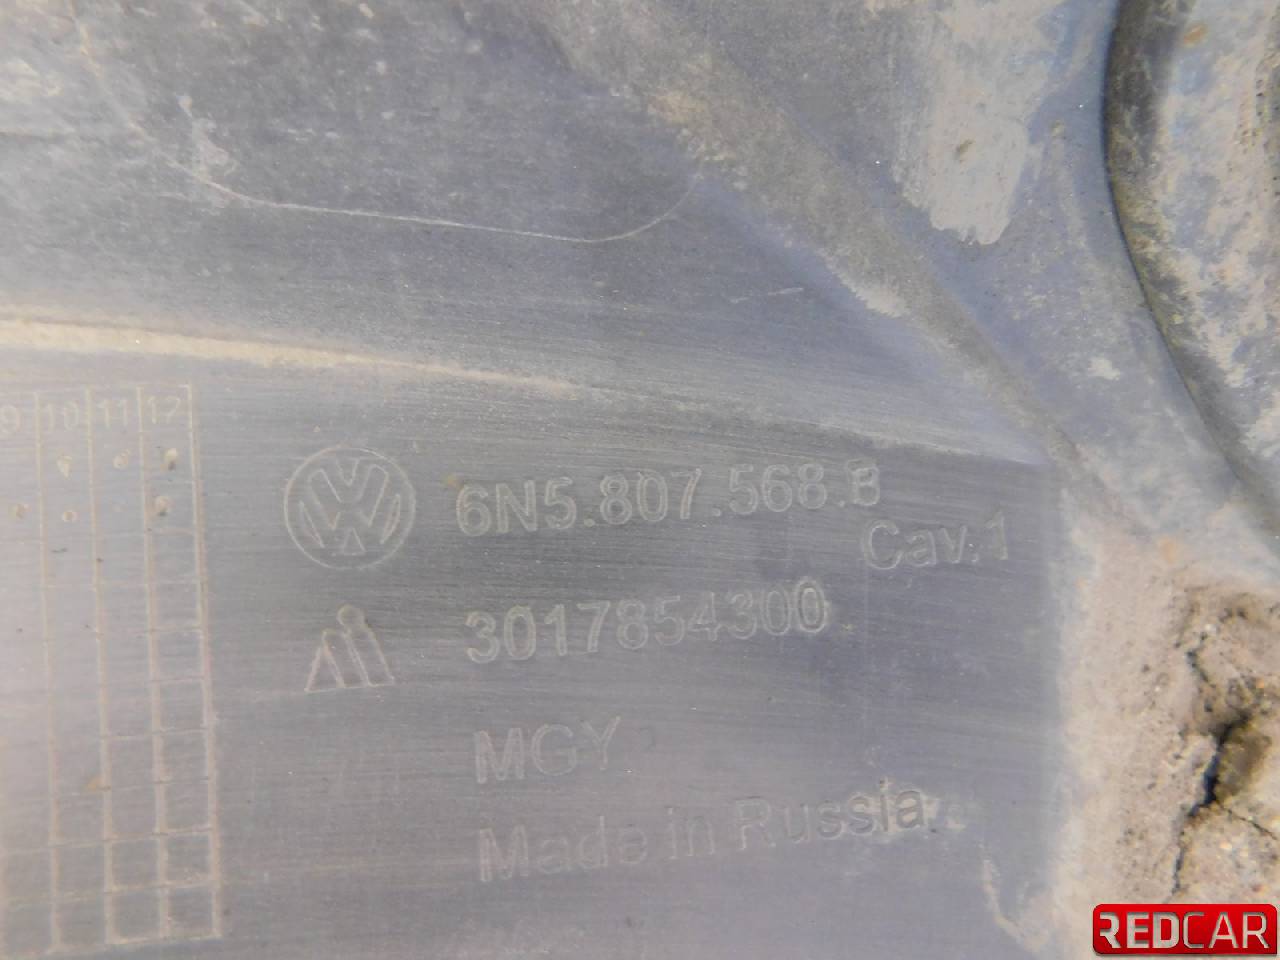 9 10 11 12
6N5.807.568.B
Cav.1
3017854300
MGY
Made in Russia
REDCAR